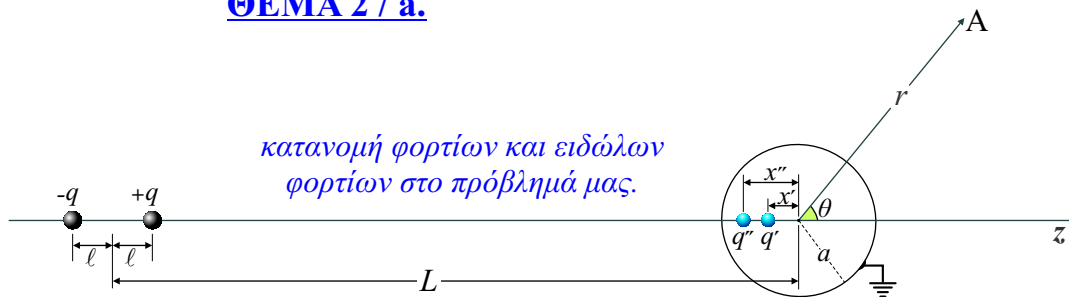 ΘΕΜΑ 2 / a.
A
r
κατανομή φορτίων και ειδώλων
φορτίων στο πρόβλημά μας.
-q +q
x″
x′
θ
z
q″ q′
ℓ ℓ
a
L